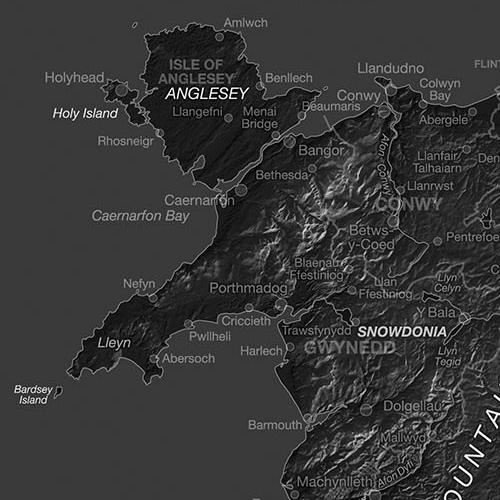 Amlwch
ISLE OF
ANGLESEY
ANGLESEY
Holyhead
Holy Island
Benllech
Llandudno
FLIN
Colwyn
Bay
Conwy
Beaumaris
Llangefni
Menai
Bridge
Abergele
Rhosneigr
Bangor
Afon Conwy
Llanfair
Talhaiarn
Den
Bethesda
Llanrwst
CONWY
Caernarfon
Caernarfon Bay
Betws-
y-Coed
Pentrefoe
Blaenau
Ffestiniog
Llyn
Celyn
Nefyn
Porthmadog
Llan
Ffestiniog
Y Bala
Criccieth
Trawsfynydd
SNOWDONIA
Pwllheli
Lleyn
Harlech
GWYNEDD
Abersoch
Llyn
Tegid
Bardsey
Island
Dolgellau
Barmouth
Mallwyd
Machynlleth
Afon Dyfi
OUNTAI